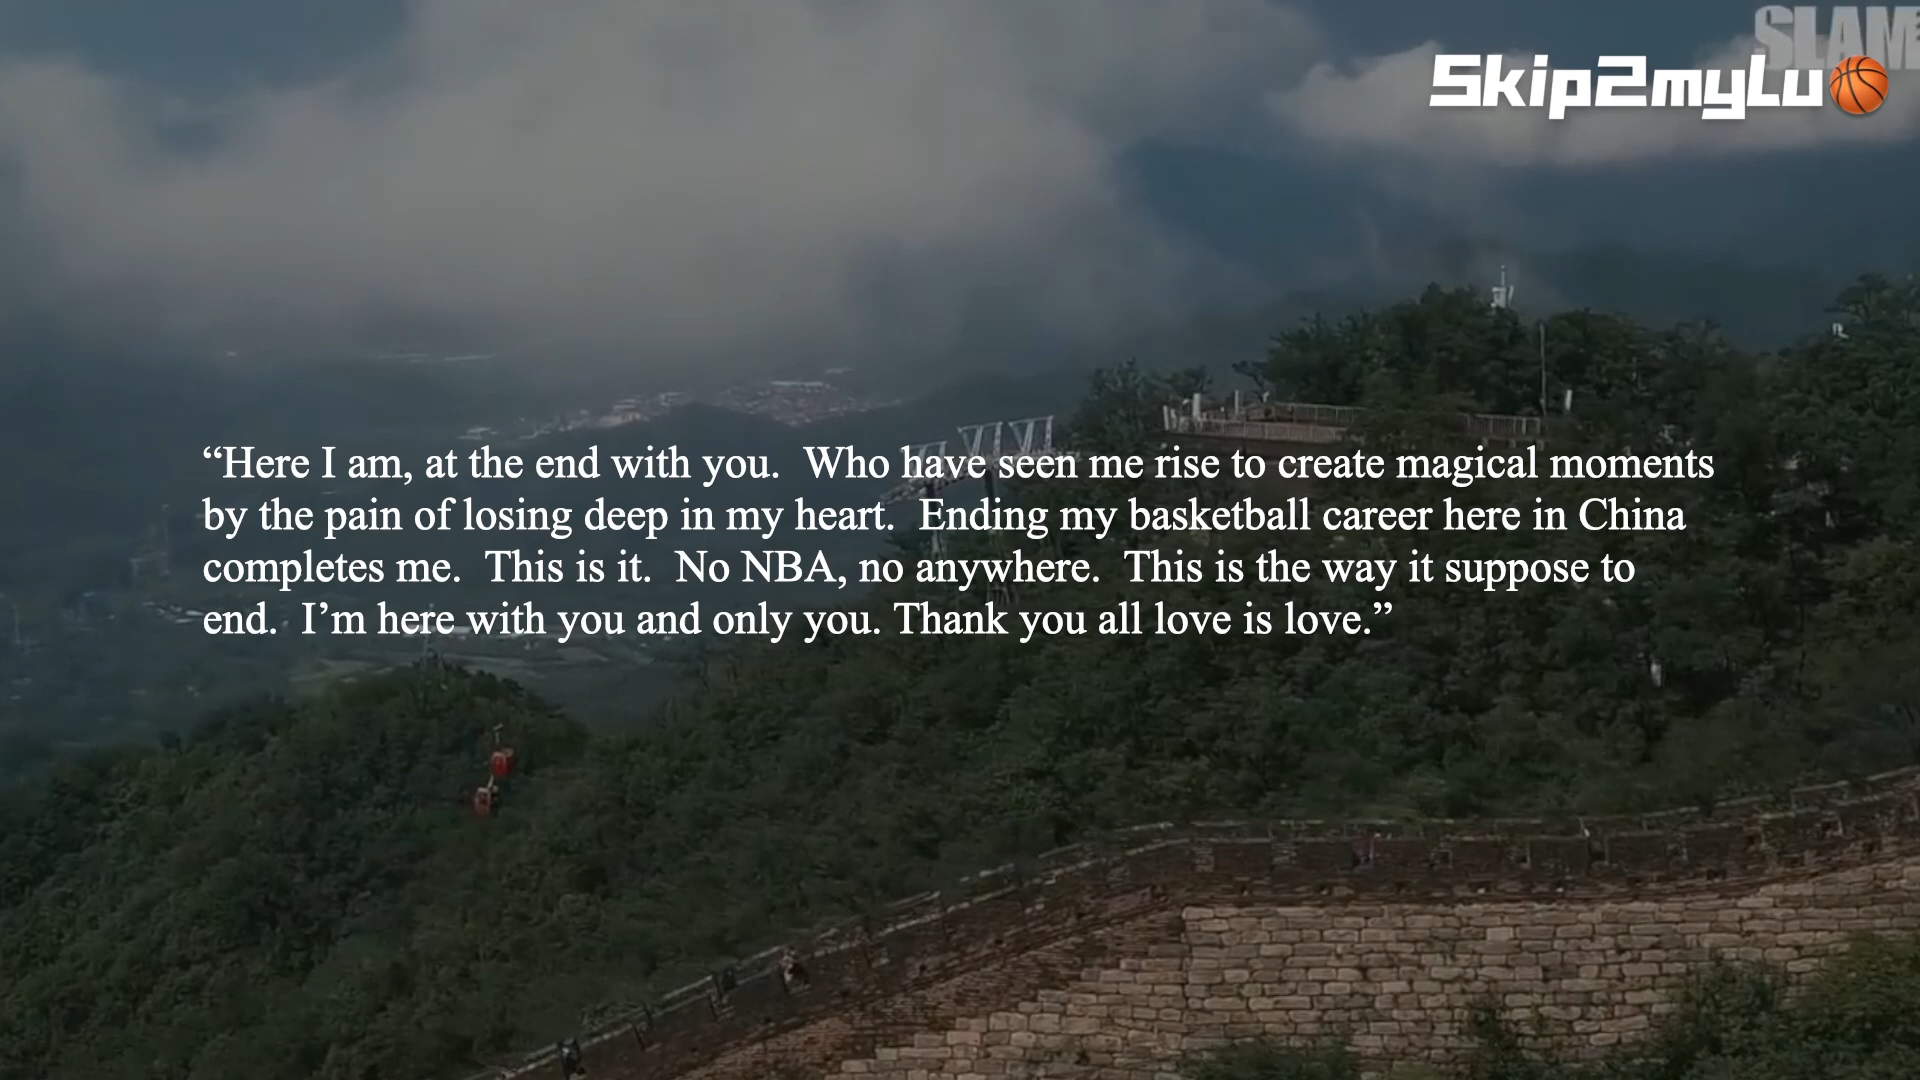 SLAM
Skip2myLu
“Here I am, at the end with you.  Who have seen me rise to create magical moments
by the pain of losing deep in my heart.  Ending my basketball career here in China
completes me.  This is it.  No NBA, no anywhere.  This is the way it suppose to
end.  I’m here with you and only you. Thank you all love is love.”